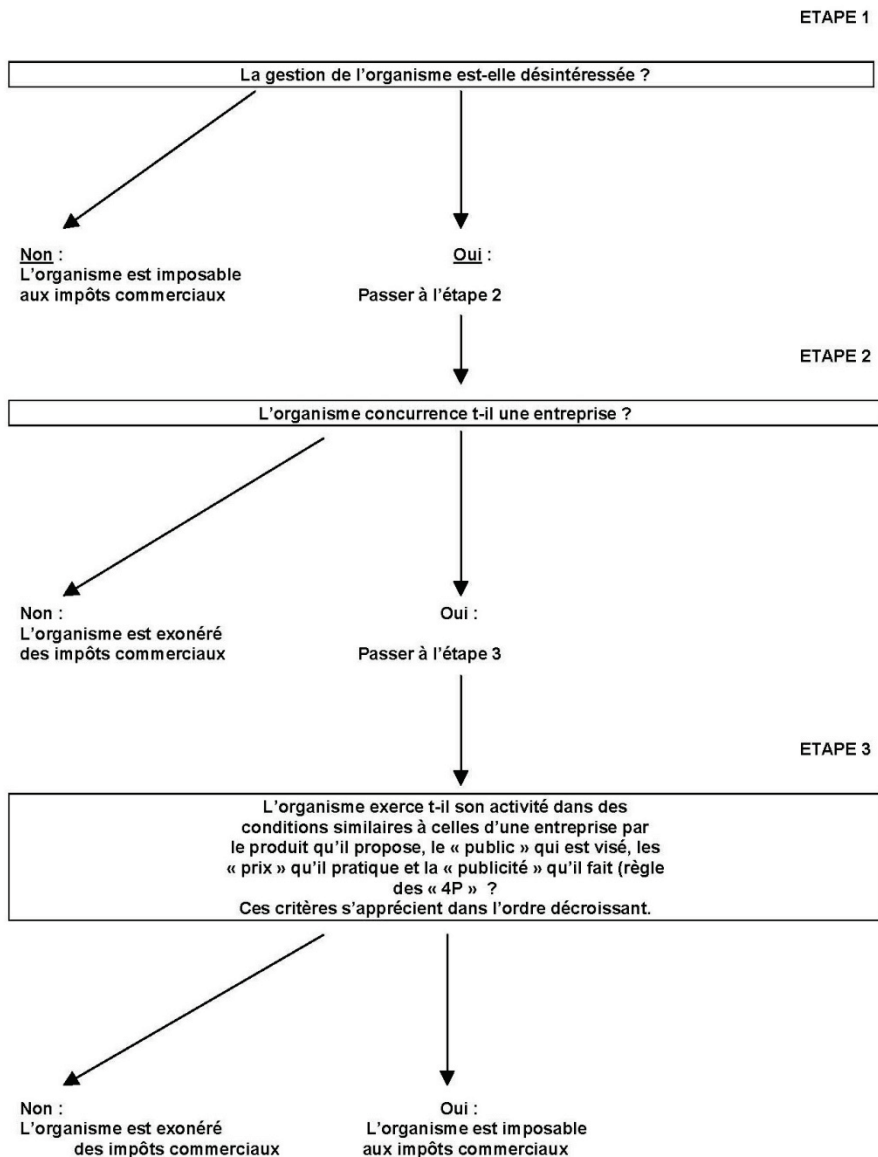 ETAPE 1
La gestion de l'organisme est-elle désintéressée ?
Non :
L'organisme est imposable
aux impôts commerciaux
Oui :
Passer à l'étape 2
ETAPE 2
L'organisme concurrence t-il une entreprise ?
Non :
L'organisme est exonéré
des impôts commerciaux
Oui :
Passer à l'étape 3
ETAPE 3
L'organisme exerce t-il son activité dans des
conditions similaires à celles d'une entreprise par
le produit qu'il propose, le « public » qui est visé, les
« prix » qu'il pratique et la « publicité » qu'il fait (règle
des « 4P » ?
Ces critères s'apprécient dans l'ordre décroissant.
Non :
L'organisme est exonéré
des impôts commerciaux
Oui :
L'organisme est imposable
aux impôts commerciaux